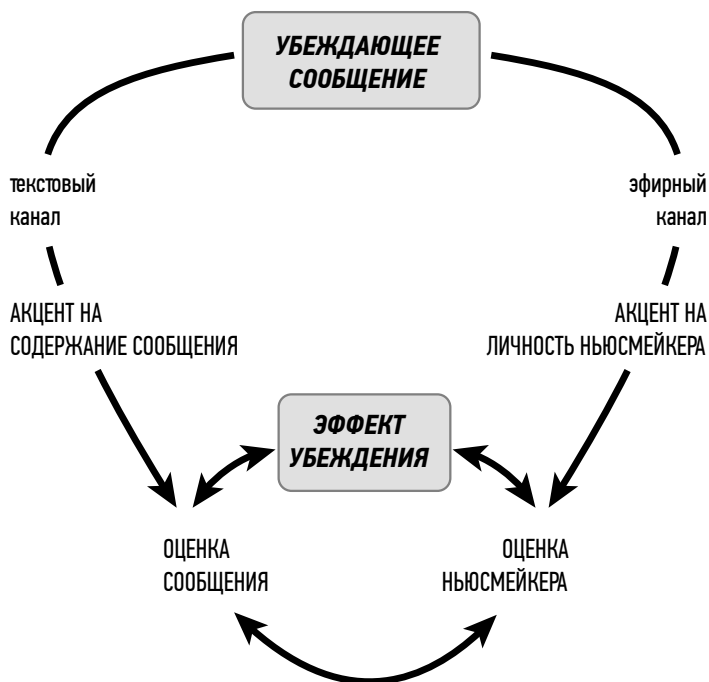 УБЕЖДАЮЩЕЕ
СООБЩЕНИЕ
текстовый
канал
эфирный
канал
АКЦЕНТ НА
СОДЕРЖАНИЕ СООБЩЕНИЯ
АКЦЕНТ НА
ЛИЧНОСТЬ НЬЮСМЕЙКЕРА
ЭФФЕКТ
УБЕЖДЕНИЯ
ОЦЕНКА
СООБЩЕНИЯ
ОЦЕНКА
НЬЮСМЕЙКЕРА